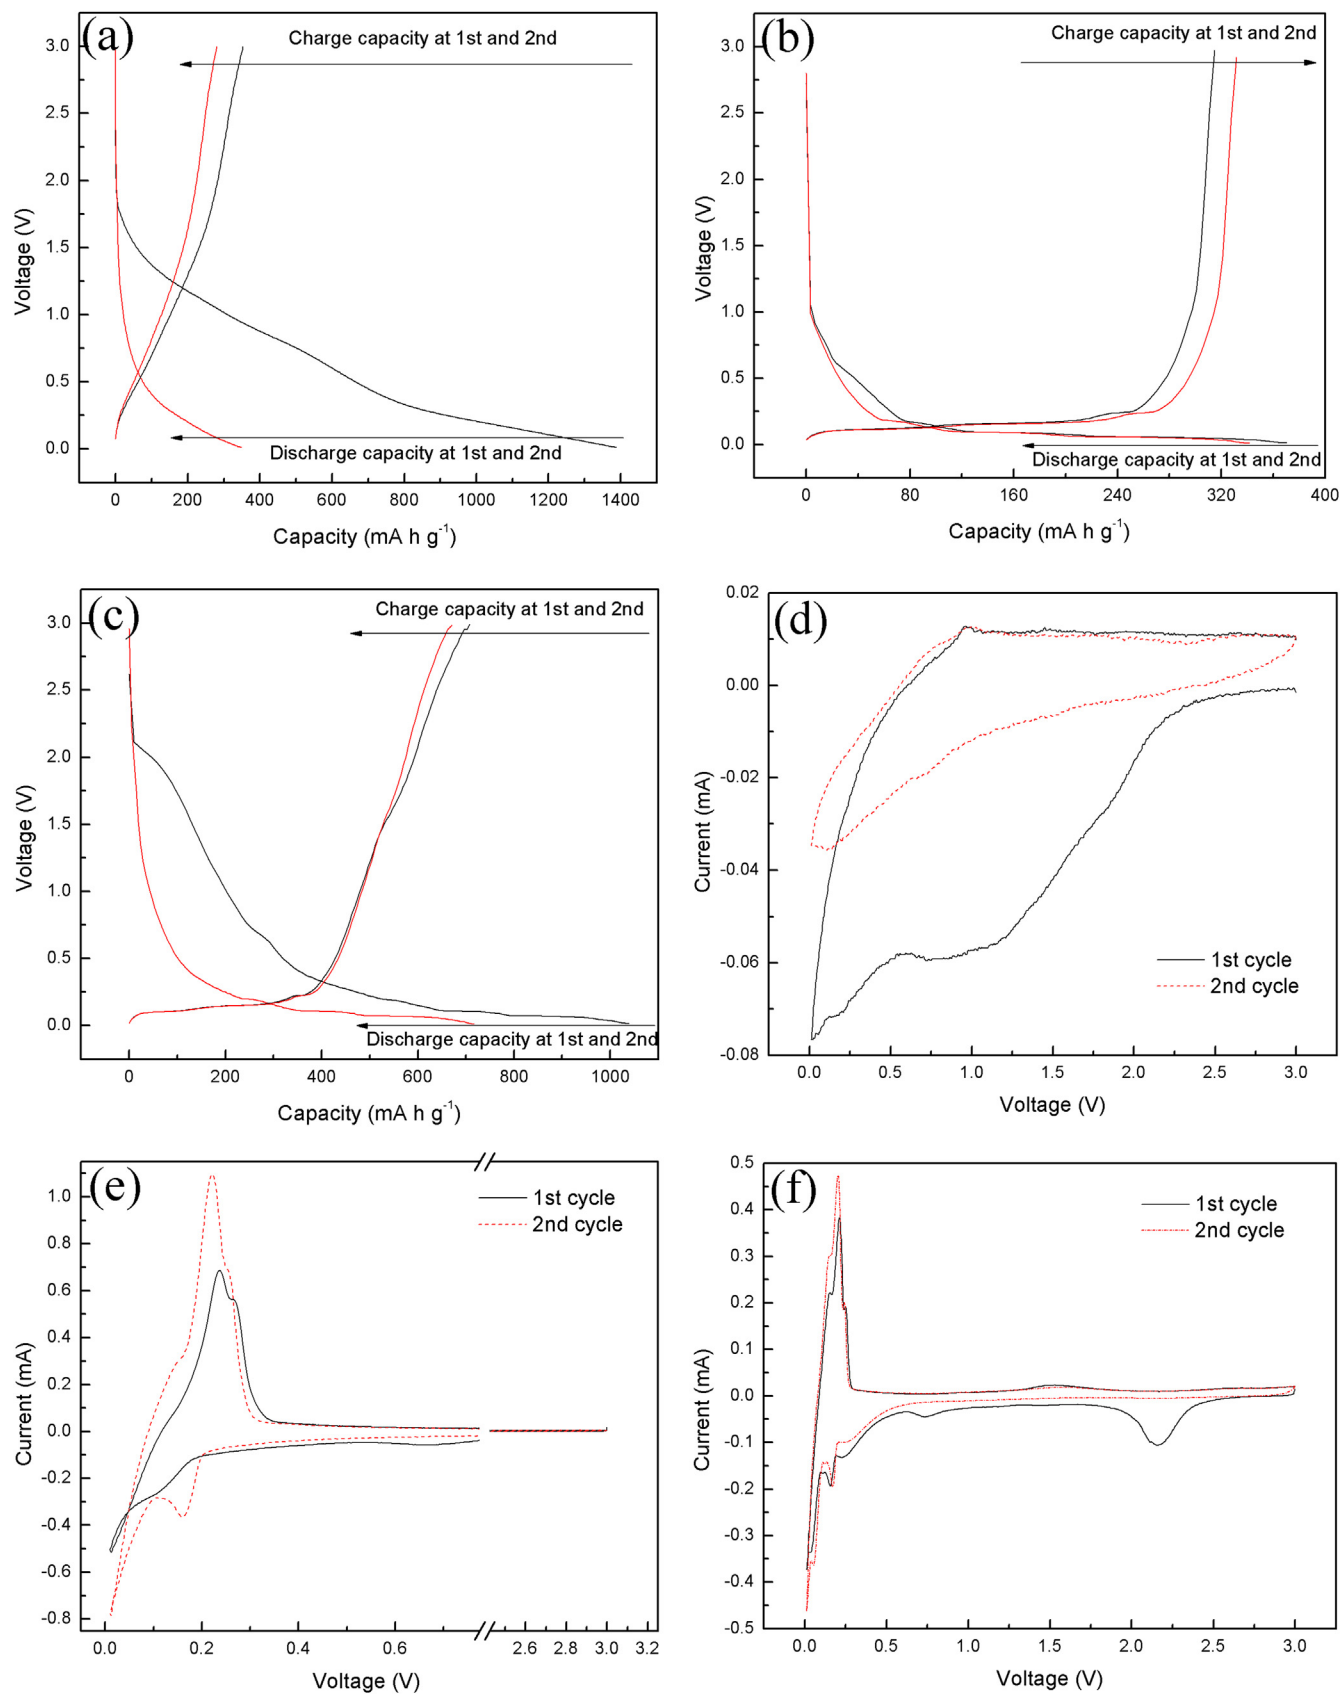 (a)
Charge capacity at 1st and 2nd
3.0
2.5
2.0
1.5
1.0
0.5
0.0
Voltage (V)
Discharge capacity at 1st and 2nd
0 200 400 600 800 1000 1200 1400
Capacity (mA h g-1)
(b)
Charge capacity at 1st and 2nd
3.0
2.5
2.0
1.5
1.0
0.5
0.0
Voltage (V)
Discharge capacity at 1st and 2nd
0 80 160 240 320 400
Capacity (mA h g-1)
(c)
Charge capacity at 1st and 2nd
3.0
2.5
2.0
1.5
1.0
0.5
0.0
Voltage (V)
Discharge capacity at 1st and 2nd
0 200 400 600 800 1000
Capacity (mA h g-1)
(d)
0.02
0.00
-0.02
-0.04
-0.06
-0.08
Current (mA)
1st cycle
2nd cycle
0.0 0.5 1.0 1.5 2.0 2.5 3.0
Voltage (V)
(e)
1st cycle
2nd cycle
1.0
0.8
0.6
0.4
0.2
0.0
-0.2
-0.4
-0.6
-0.8
Current (mA)
0.0 0.2 0.4 0.6 2.6 2.8 3.0 3.2
Voltage (V)
(f)
1st cycle
2nd cycle
0.5
0.4
0.3
0.2
0.1
0.0
-0.1
-0.2
-0.3
-0.4
-0.5
Current (mA)
0.0 0.5 1.0 1.5 2.0 2.5 3.0
Voltage (V)